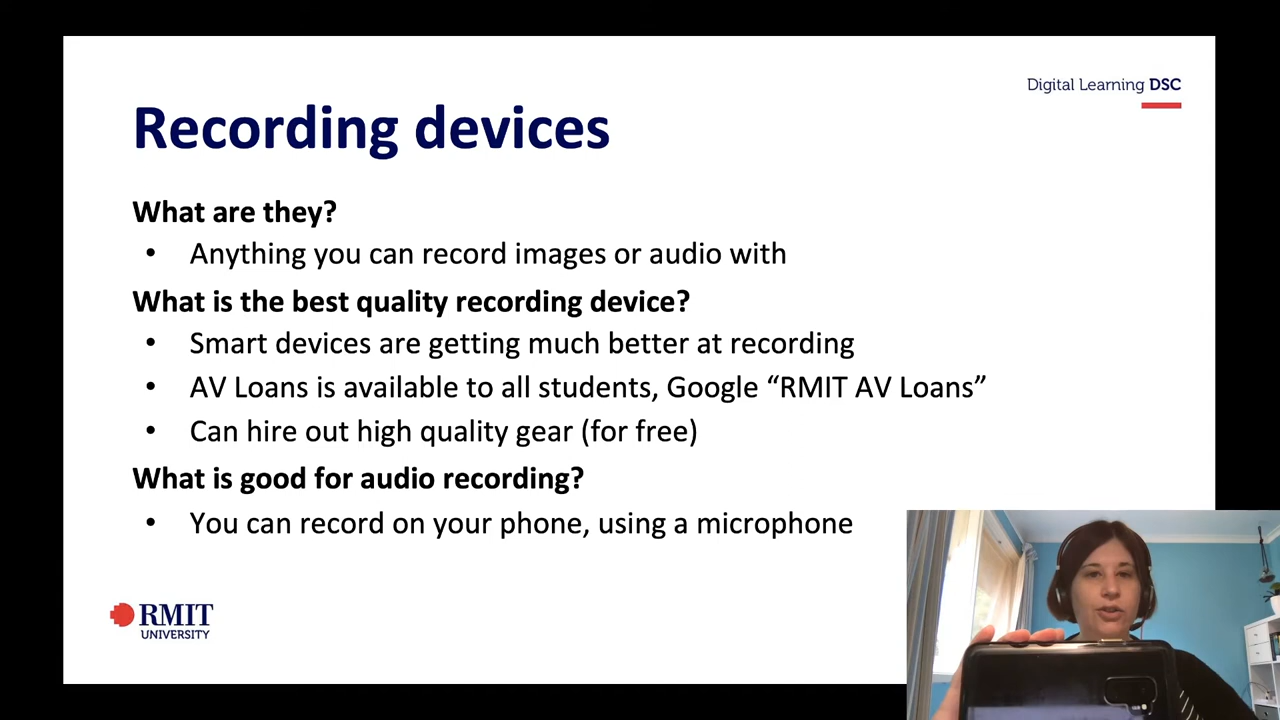 Digital Learning DSC
Recording devices
What are they?
• Anything you can record images or audio with
What is the best quality recording device?
• Smart devices are getting much better at recording
• AV Loans is available to all students, Google “RMIT AV Loans”
• Can hire out high quality gear (for free)
What is good for audio recording?
• You can record on your phone, using a microphone
RMIT
UNIVERSITY